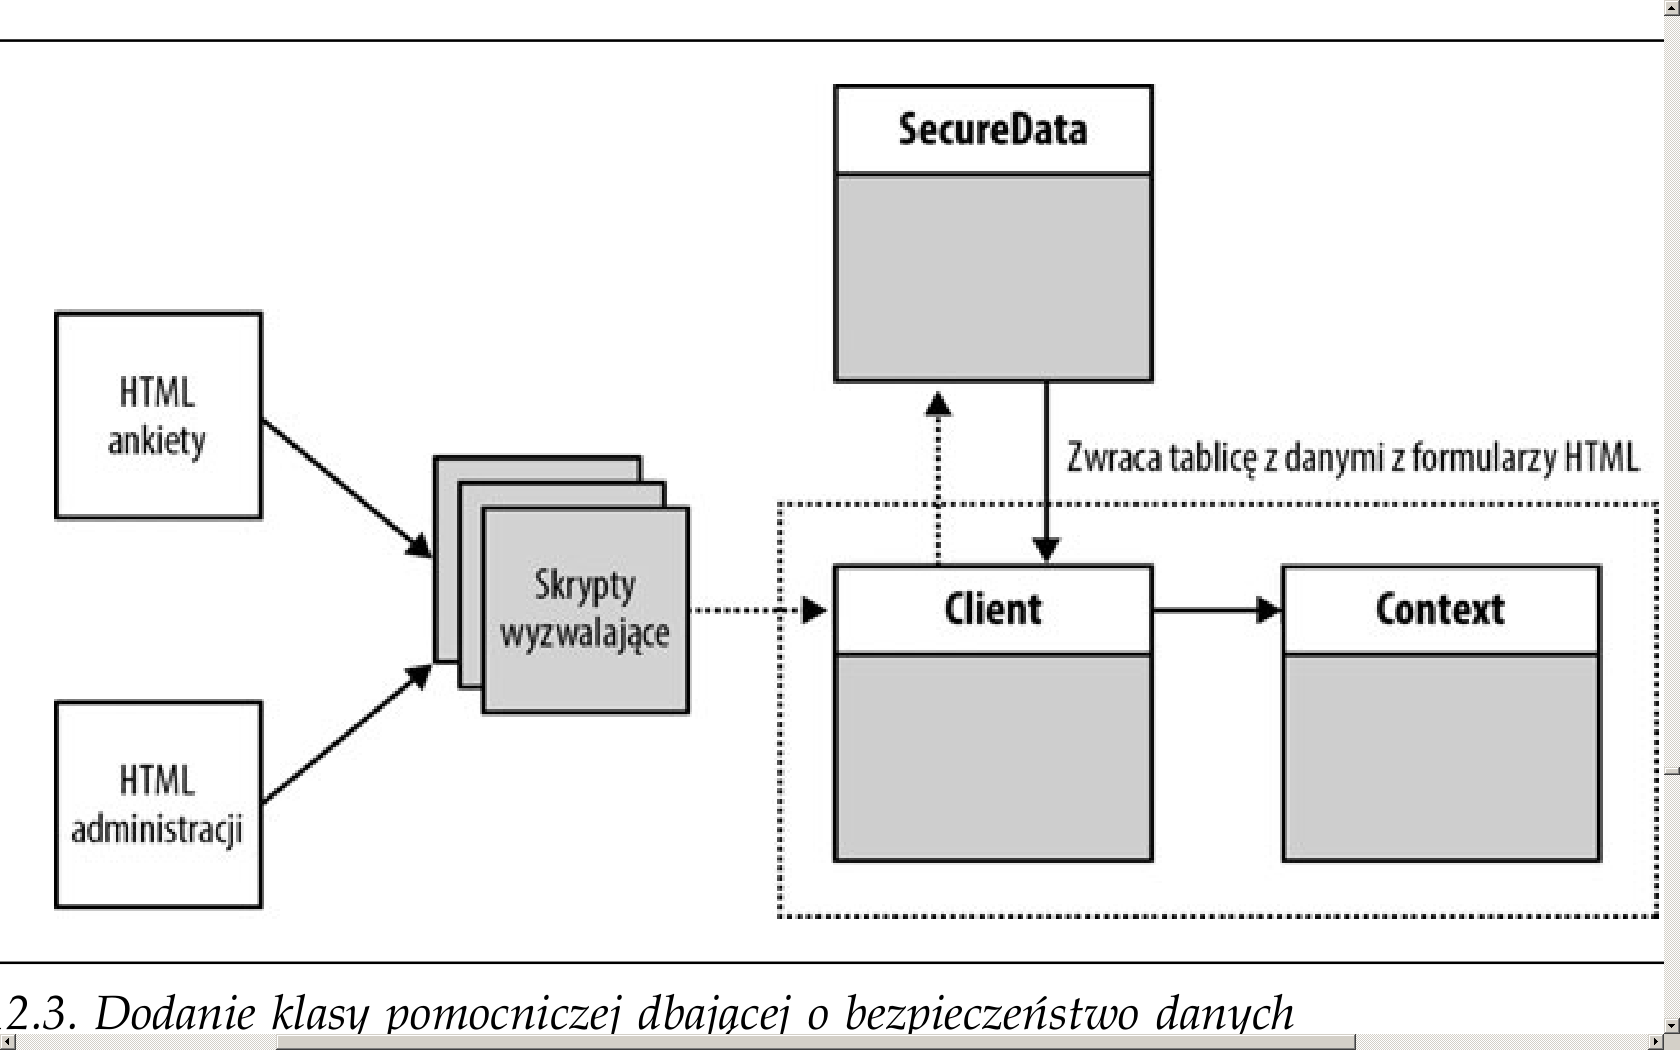 SecureData
HTML
ankiety
Zwraca tablicę z danymi z formularzy HTML
Skrypty
wyzwalające
Client
Context
HTML
administracji
2.3. Dodanie klasy pomocniczej dbającej o bezpieczeństwo danych